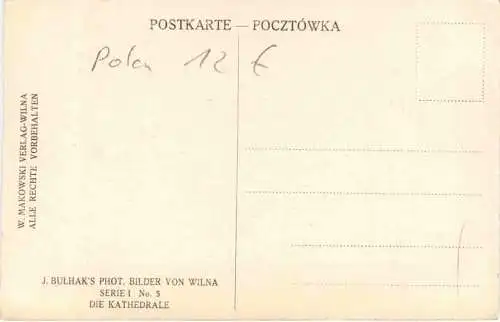 POSTKARTE — POCZTÓWKA
Polen 12 €
W. MAKOWSKI VERLAG-WILNA
ALLE RECHTE VORBEHALTEN
J. BUŁHAK'S PHOT. BILDER VON WILNA
SERIE I No. 5
DIE KATHEDRALE